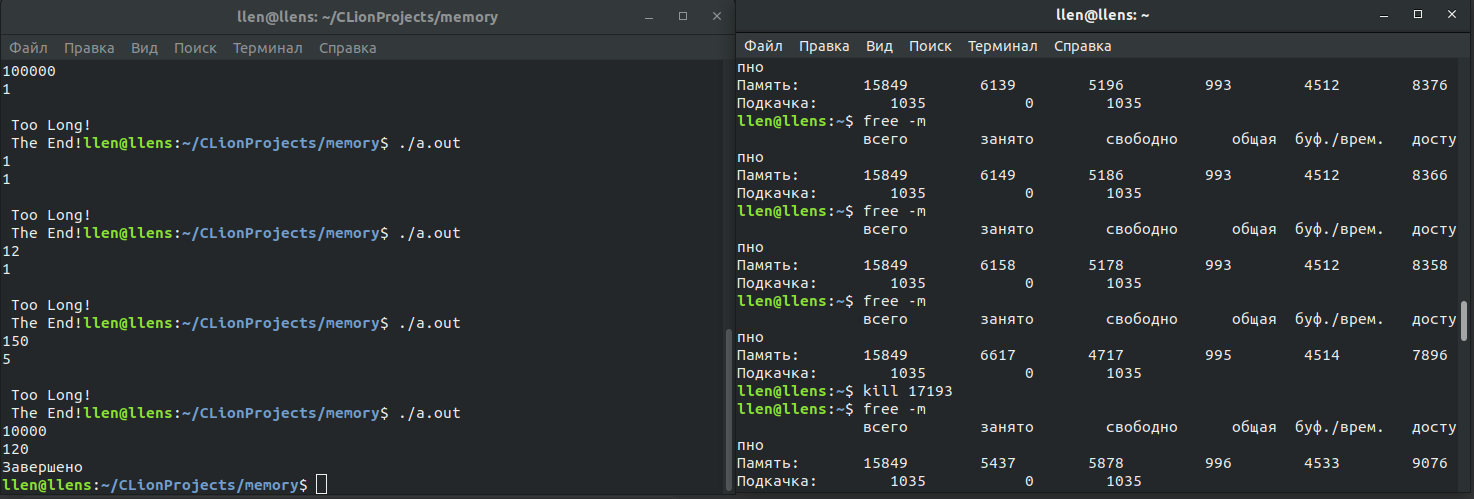 llen@llens: ~/CLionProjects/memory
Файл Правка Вид Поиск Терминал Справка
100000
1
Too Long!
The End!llen@llens:~/CLionProjects/memory$ ./a.out
1
1
Too Long!
The End!llen@llens:~/CLionProjects/memory$ ./a.out
12
1
Too Long!
The End!llen@llens:~/CLionProjects/memory$ ./a.out
150
5
Too Long!
The End!llen@llens:~/CLionProjects/memory$ ./a.out
10000
120
Завершено
llen@llens:~/CLionProjects/memory$
llen@llens: ~
Файл Правка Вид Поиск Терминал Справка
пно
Память: 15849 6139 5196 993 4512 8376
Подкачка: 1035 0 1035
llen@llens:~$ free -m
всего занято свободно общая буф./врем. досту
пно
Память: 15849 6149 5186 993 4512 8366
Подкачка: 1035 0 1035
llen@llens:~$ free -m
всего занято свободно общая буф./врем. досту
пно
Память: 15849 6158 5178 993 4512 8358
Подкачка: 1035 0 1035
llen@llens:~$ free -m
всего занято свободно общая буф./врем. досту
пно
Память: 15849 6617 4717 995 4514 7896
Подкачка: 1035 0 1035
llen@llens:~$ kill 17193
llen@llens:~$ free -m
всего занято свободно общая буф./врем. досту
пно
Память: 15849 5437 5878 996 4533 9076
Подкачка: 1035 0 1035